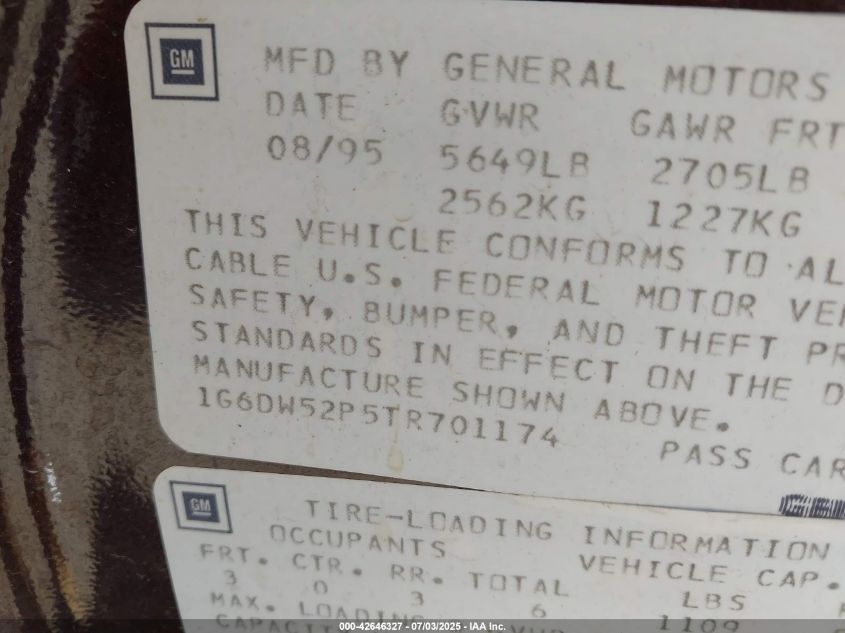 GM
MFD BY GENERAL MOTORS
DATE GVWR GAWR FRT
08/95 5649LB 2705LB
2562KG 1227KG
THIS VEHICLE CONFORMS TO AL
CABLE U.S. FEDERAL MOTOR VEH
SAFETY, BUMPER, AND THEFT PR
STANDARDS IN EFFECT ON THE D
MANUFACTURE SHOWN ABOVE.
1G6DW52P5TR701174 PASS CAR
GM
TIRE-LOADING INFORMATION
OCCUPANTS VEHICLE CAP.
FRT. CTR. RR. TOTAL LBS
3 0 3 6 1109
MAX. LOADING
000-42646327 - 07/03/2025 - IAA Inc.